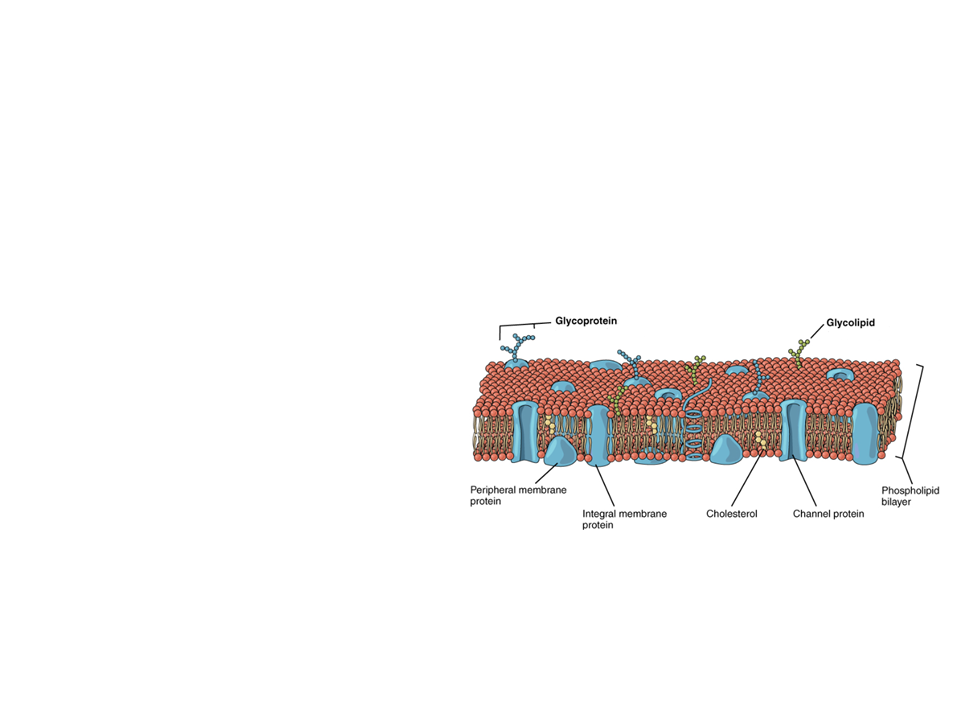 Glycoprotein
Glycolipid
Peripheral membrane
protein
Integral membrane
protein
Cholesterol
Channel protein
Phospholipid
bilayer